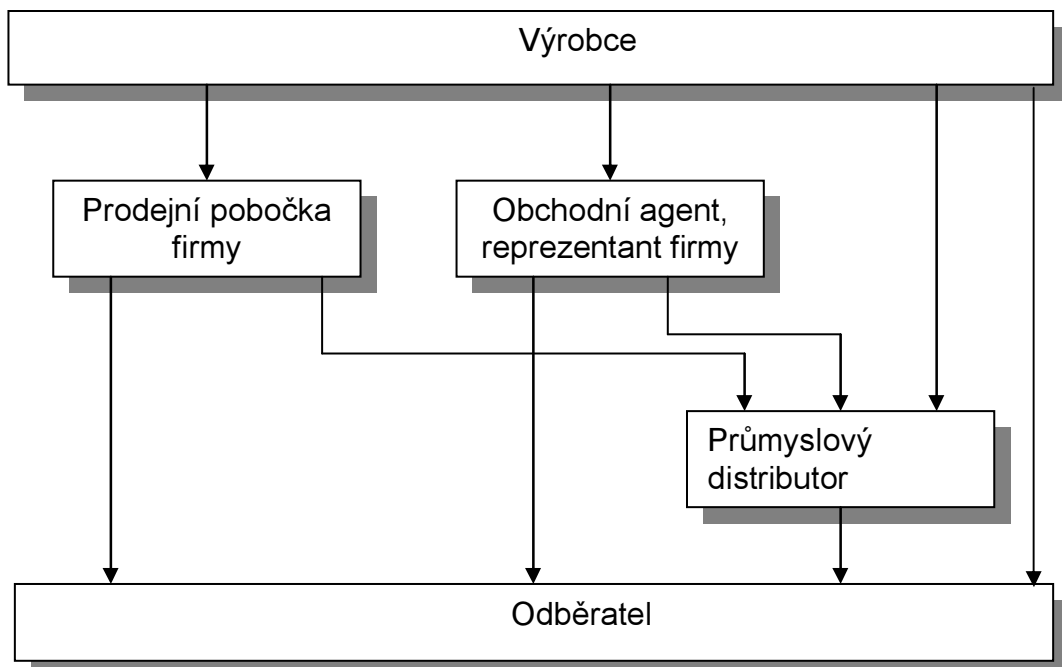 Výrobce
Prodejní pobočka
firmy
Obchodní agent,
reprezentant firmy
Průmyslový
distributor
Odběratel